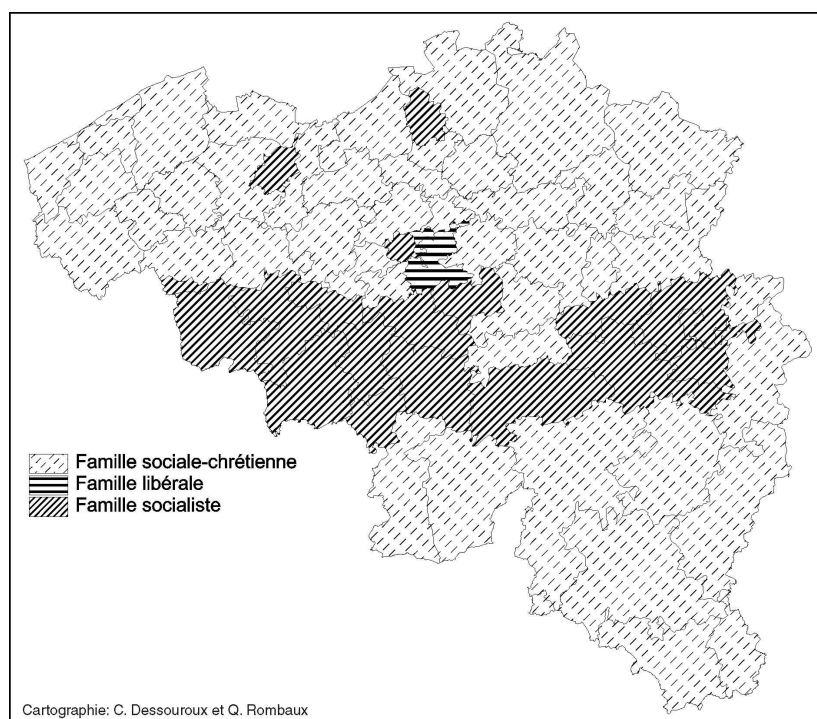 Famille sociale-chrétienne
Famille libérale
Famille socialiste
Cartographie: C. Dessouroux et Q. Rombaux